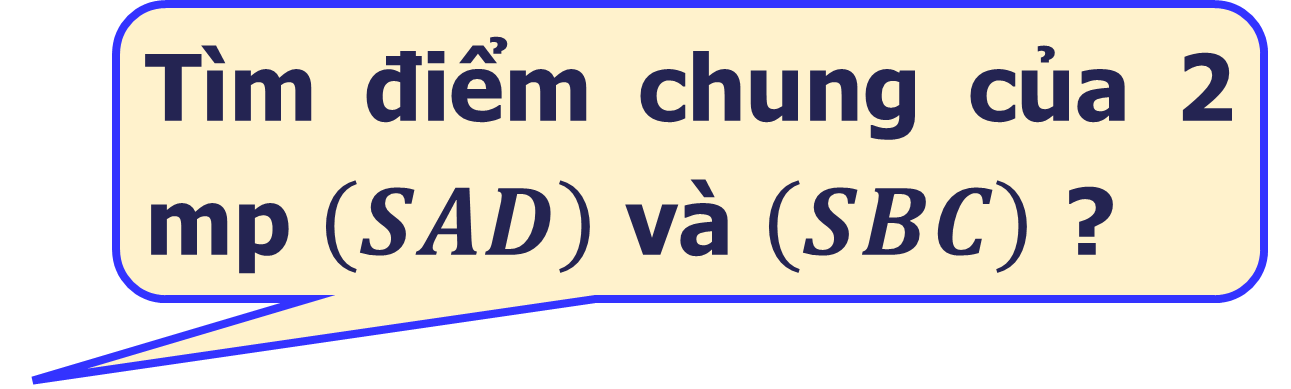 Tìm điểm chung của 2
mp (SAD) và (SBC) ?